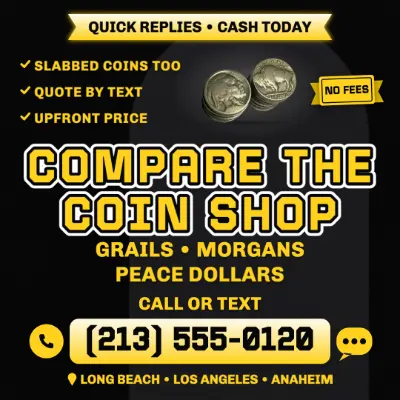 QUICK REPLIES • CASH TODAY
✓ SLABBED COINS TOO
✓ QUOTE BY TEXT
✓ UPFRONT PRICE
NO FEES
COMPARE THE
COIN SHOP
GRAILS • MORGANS
PEACE DOLLARS
CALL OR TEXT
(213) 555-0120
LONG BEACH • LOS ANGELES • ANAHEIM